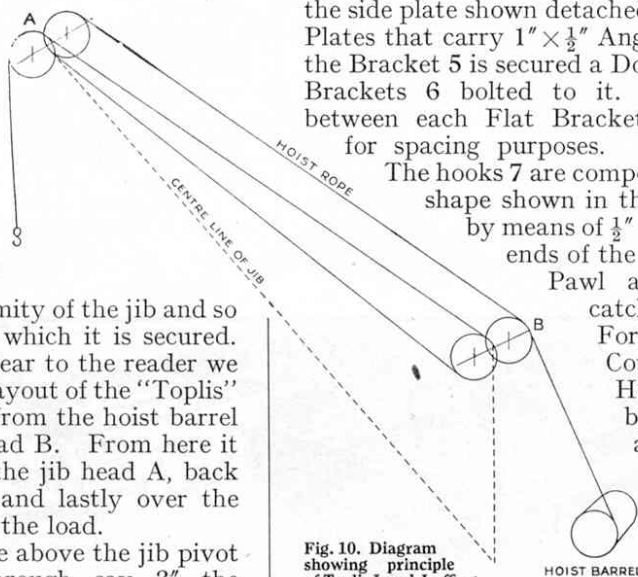 the side plate shown detached
Plates that carry 1″ × ½″ Ang
the Bracket 5 is secured a Do
Brackets 6 bolted to it.
between each Flat Bracket
for spacing purposes.
The hooks 7 are compo
shape shown in th
by means of ½″
ends of the
Pawl a
catch
For
Cou
H
b
a
A
HOIST ROPE
CENTRE LINE OF JIB
B
HOIST BARREL
nity of the jib and so
which it is secured.
ear to the reader we
ayout of the "Toplis"
from the hoist barrel
ad B. From here it
the jib head A, back
and lastly over the
the load.
e above the jib pivot
Fig. 10. Diagram
showing principle